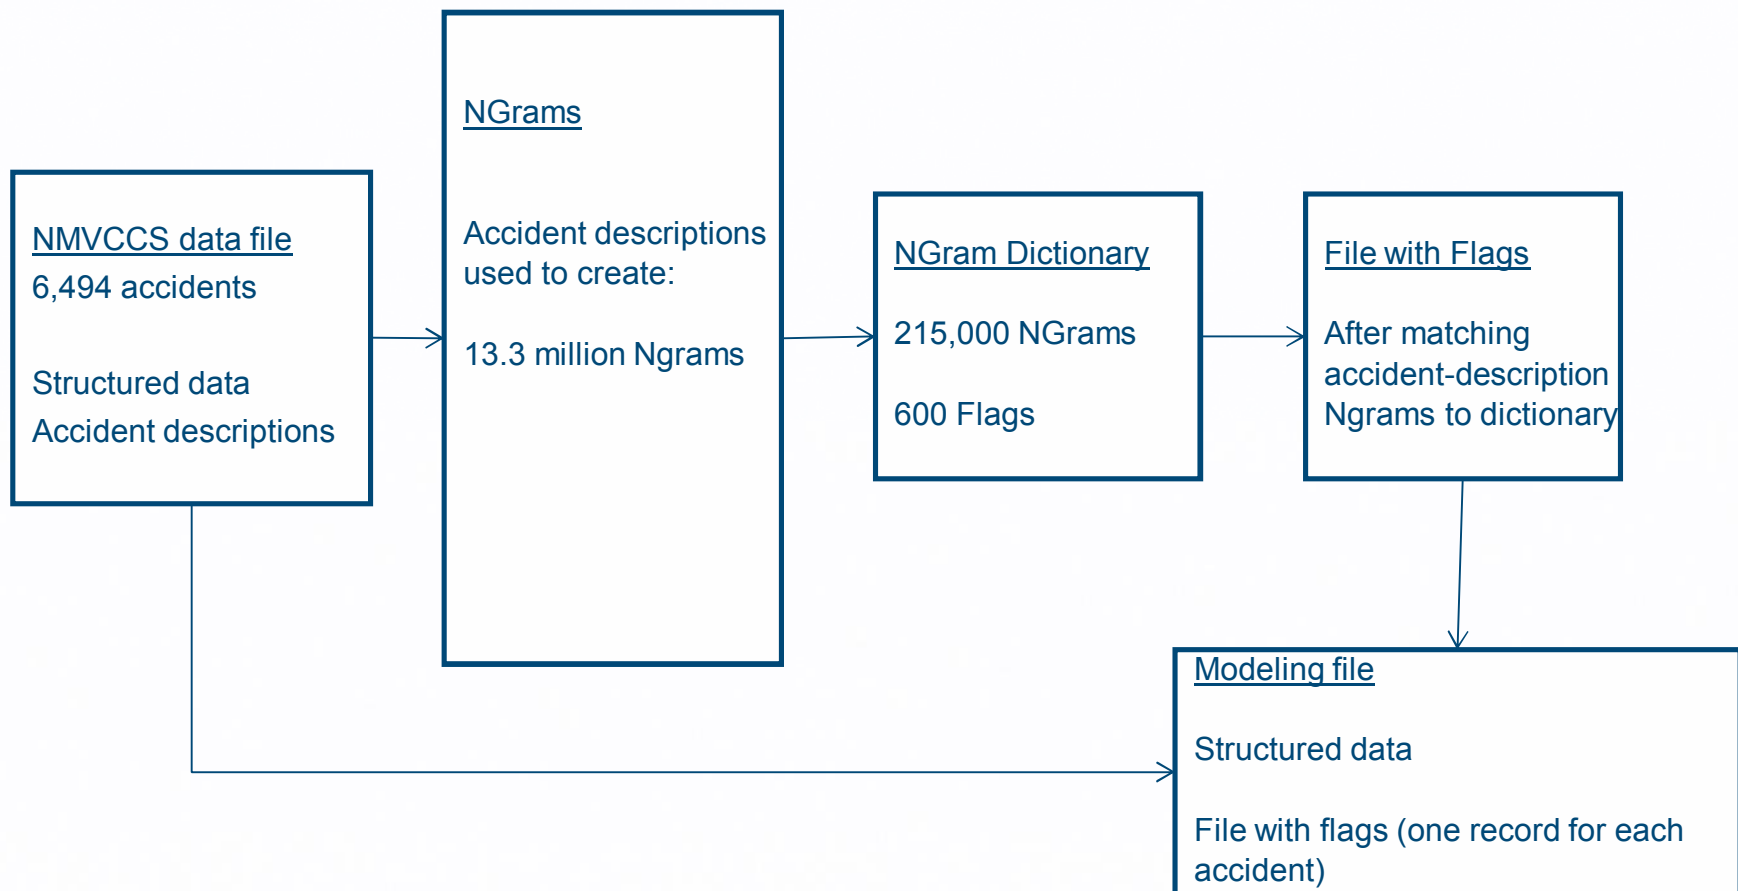 NMVCCS data file
6,494 accidents
Structured data
Accident descriptions
NGrams
Accident descriptions
used to create:
13.3 million Ngrams
NGram Dictionary
215,000 NGrams
600 Flags
File with Flags
After matching
accident-description
Ngrams to dictionary
Modeling file
Structured data
File with flags (one record for each
accident)